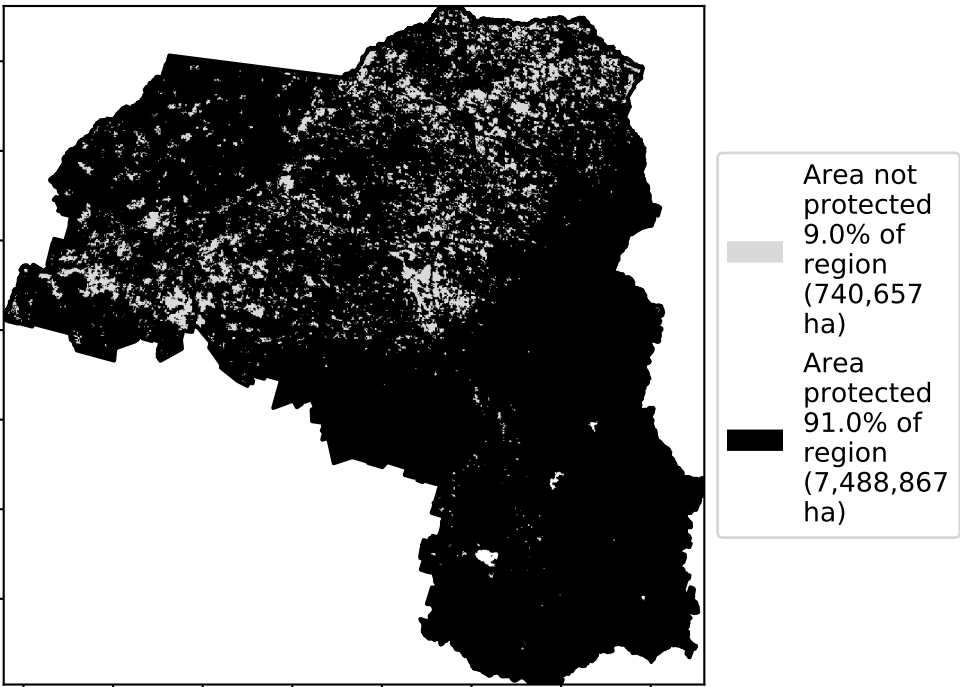 Area not
protected
9.0% of
region
(740,657
ha)
Area
protected
91.0% of
region
(7,488,867
ha)